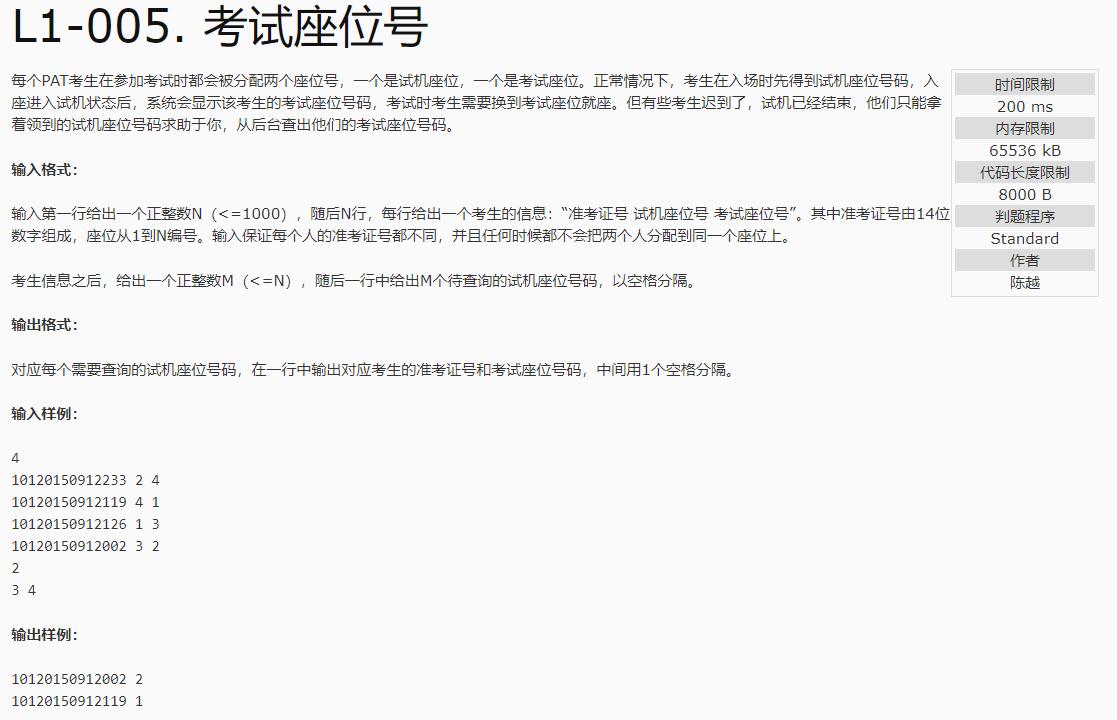 L1-005. 考试座位号
每个PAT考生在参加考试时都会被分配两个座位号，一个是试机座位，一个是考试座位。正常情况下，考生在入场时先得到试机座位号码，入
座进入试机状态后，系统会显示该考生的考试座位号码，考试时考生需要换到考试座位就座。但有些考生迟到了，试机已经结束，他们只能拿
着领到的试机座位号码求助于你，从后台查出他们的考试座位号码。
输入格式：
输入第一行给出一个正整数N（<=1000），随后N行，每行给出一个考生的信息：“准考证号 试机座位号 考试座位号”。其中准考证号由14位
数字组成，座位从1到N编号。输入保证每个人的准考证号都不同，并且任何时候都不会把两个人分配到同一个座位上。
考生信息之后，给出一个正整数M（<=N），随后一行中给出M个待查询的试机座位号码，以空格分隔。
输出格式：
对应每个需要查询的试机座位号码，在一行中输出对应考生的准考证号和考试座位号码，中间用1个空格分隔。
输入样例：
4
10120150912233 2 4
10120150912119 4 1
10120150912126 1 3
10120150912002 3 2
2
3 4
输出样例：
10120150912002 2
10120150912119 1
时间限制
200 ms
内存限制
65536 kB
代码长度限制
8000 B
判题程序
Standard
作者
陈越